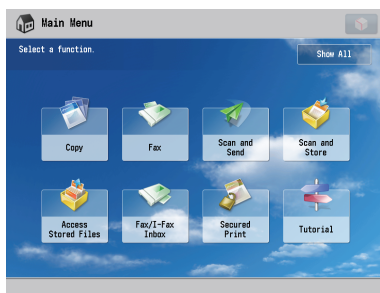 Main Menu
Select a function.
Show All
Copy
Fax
Scan and
Send
Scan and
Store
Access
Stored Files
Fax/I-Fax
Inbox
Secured
Print
Tutorial